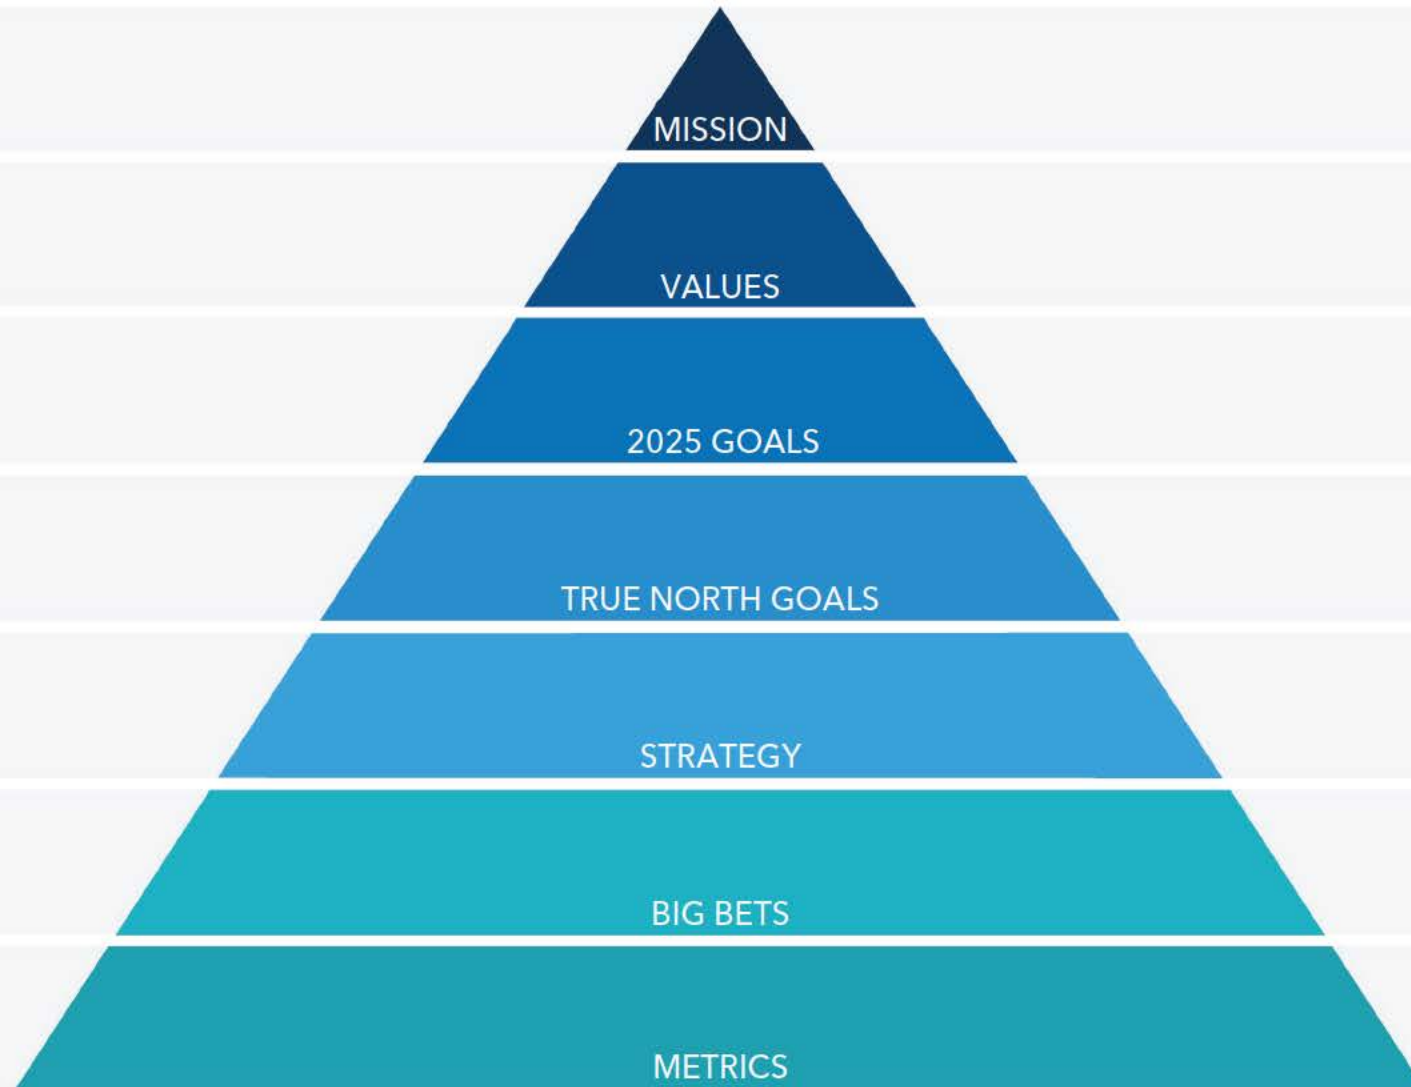 MISSION
VALUES
2025 GOALS
TRUE NORTH GOALS
STRATEGY
BIG BETS
METRICS